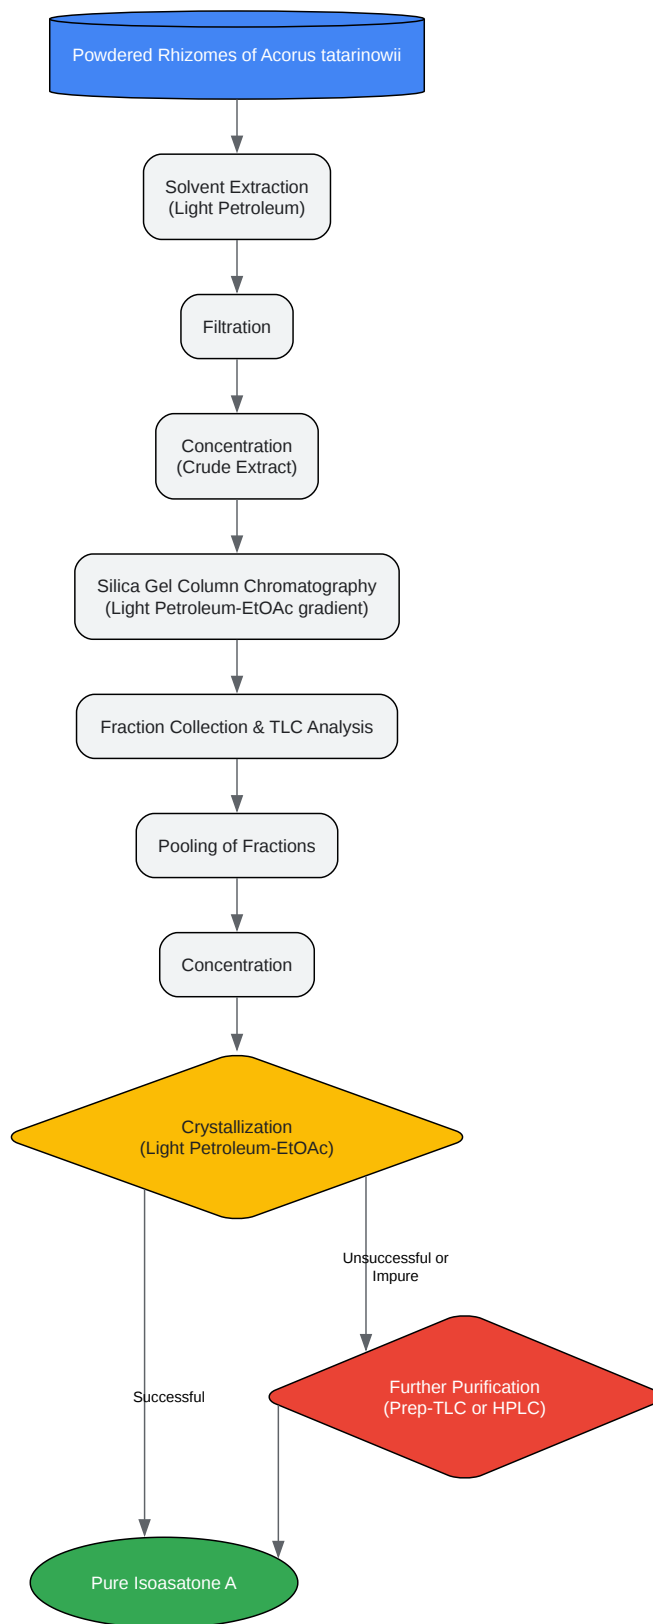 Powdered Rhizomes of Acorus tatarinowii
Solvent Extraction
(Light Petroleum)
Filtration
Concentration
(Crude Extract)
Silica Gel Column Chromatography
(Light Petroleum-EtOAc gradient)
Fraction Collection & TLC Analysis
Pooling of Fractions
Concentration
Crystallization
(Light Petroleum-EtOAc)
Unsuccessful or
Impure
Further Purification
(Prep-TLC or HPLC)
Successful
Pure Isoasatone A